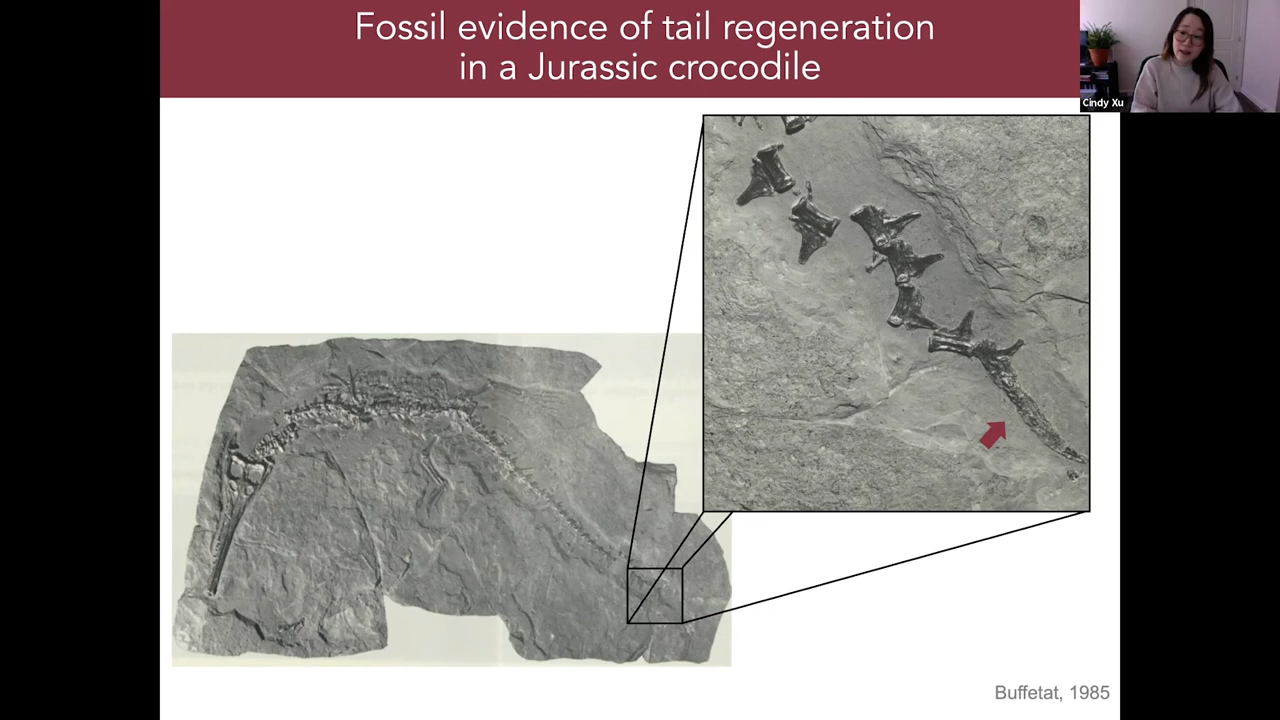 Fossil evidence of tail regeneration
in a Jurassic crocodile
Cindy Xu
Buffetat, 1985